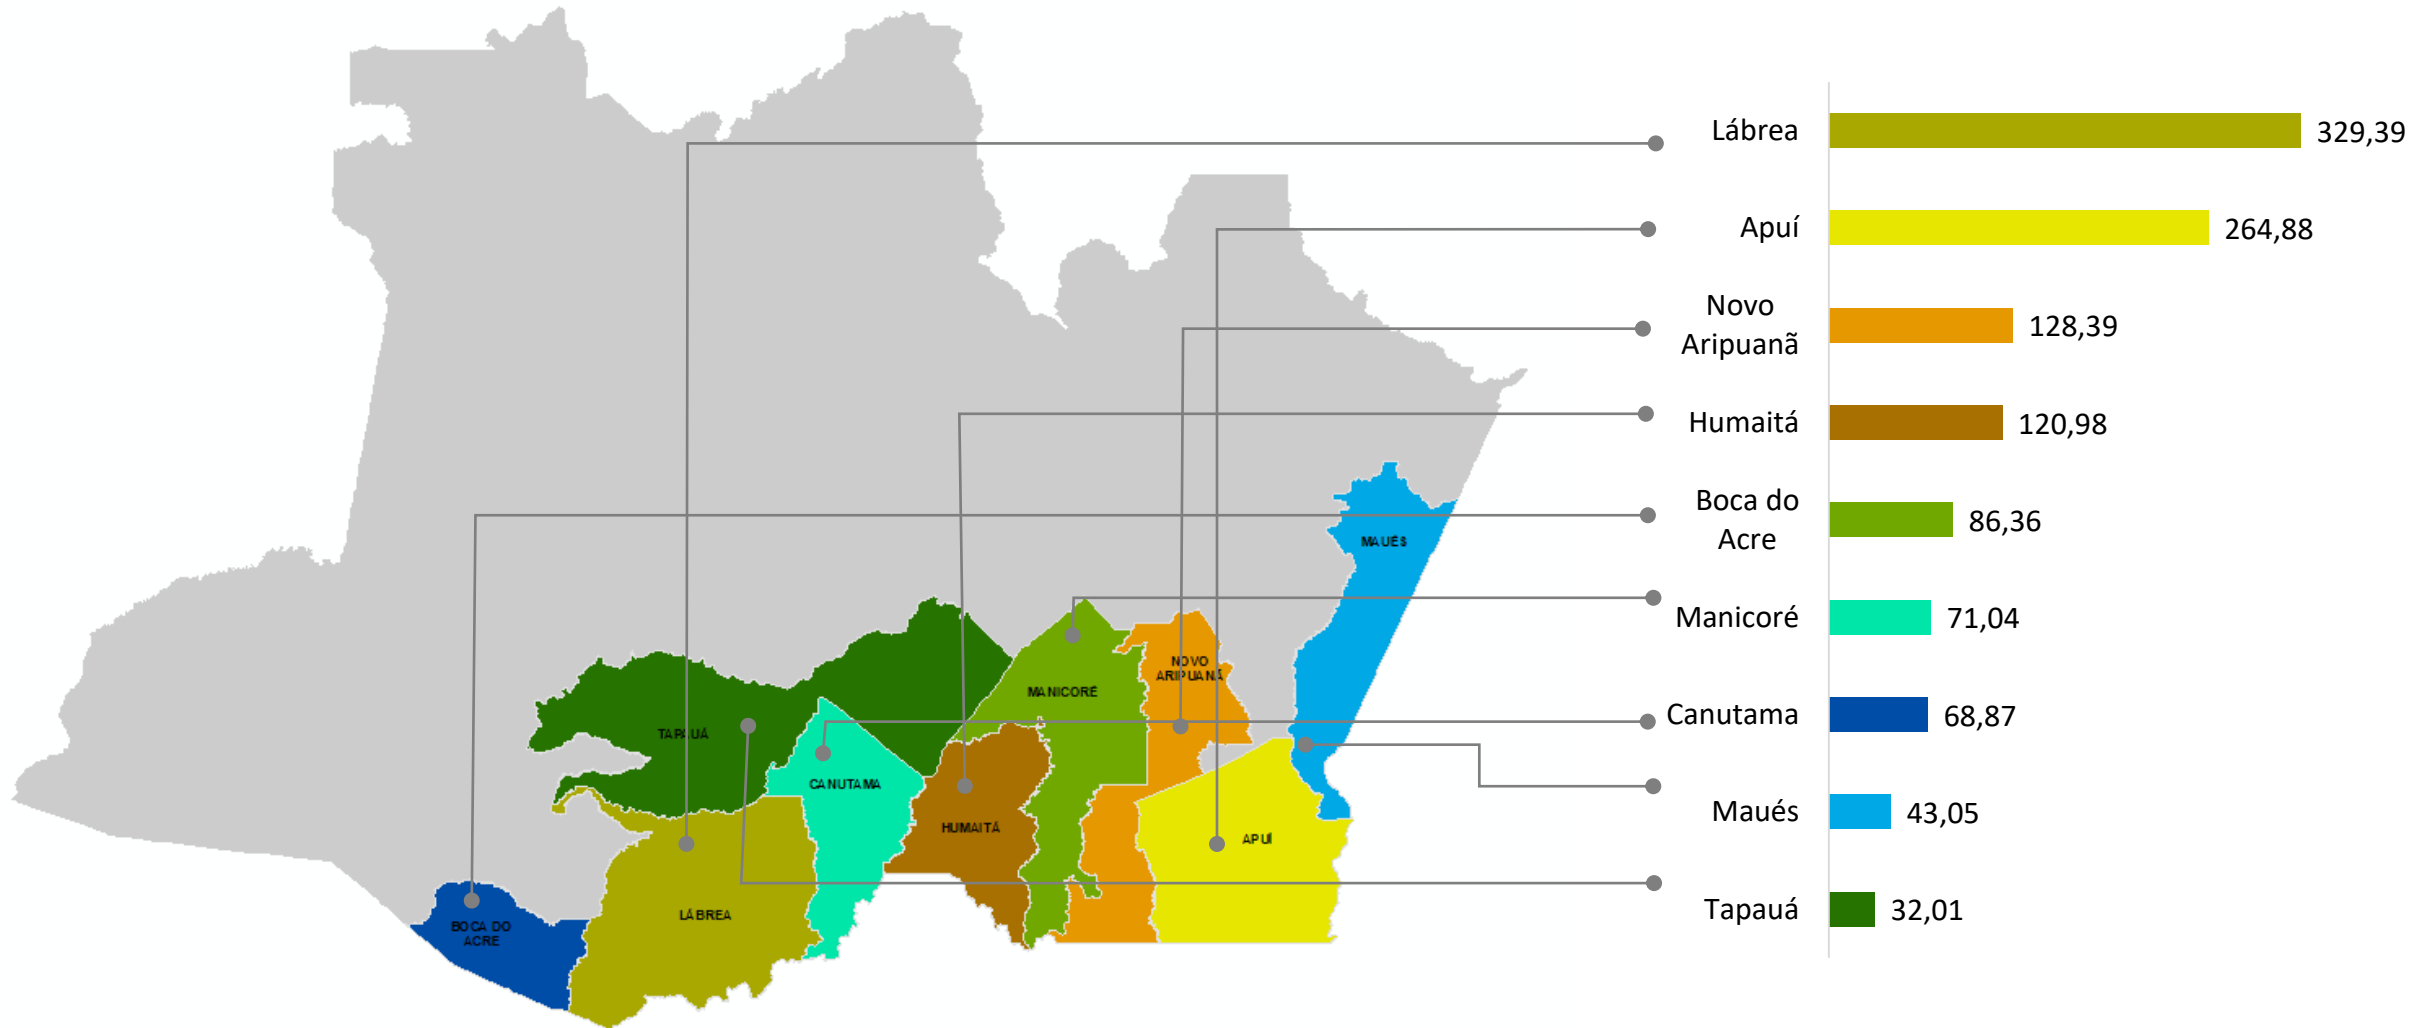 Lábrea
329,39
Apuí
264,88
Novo
Aripuanã
128,39
Humaitá
120,98
Boca do
Acre
86,36
Manicoré
71,04
Canutama
68,87
Maués
43,05
Tapauá
32,01
MAUÉS
NOVO
ARIPUANÃ
MANICORÉ
TAPAUÁ
CANUTAMA
HUMAITÁ
APUÍ
LÁBREA
BOCA DO
ACRE